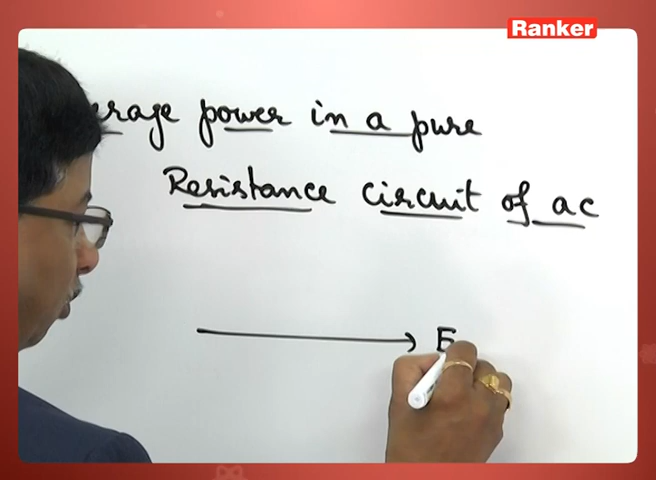 Ranker
erage power in a pure
Resistance circuit of ac
E